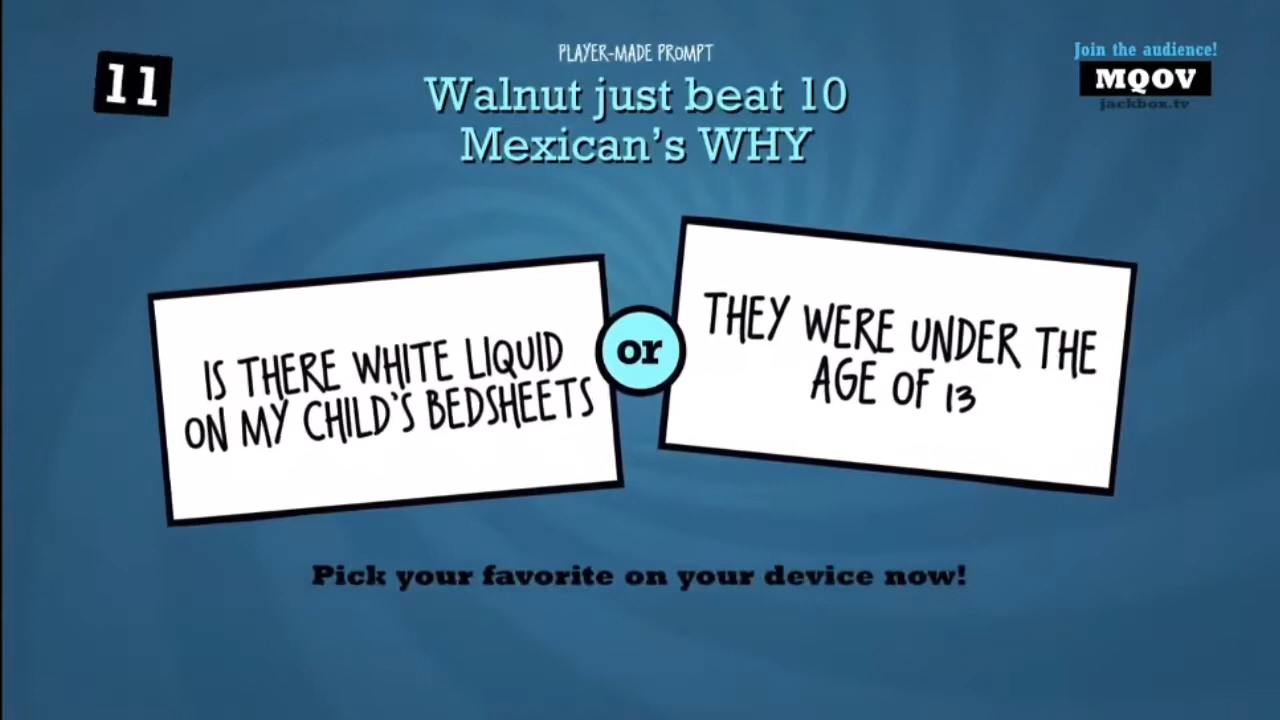 11
PLAYER-MADE PROMPT
Walnut just beat 10
Mexican's WHY
Join the audience!
MQOV
jackbox.tv
IS THERE WHITE LIQUID
ON MY CHILD'S BEDSHEETS
or
THEY WERE UNDER THE
AGE OF 13
Pick your favorite on your device now!